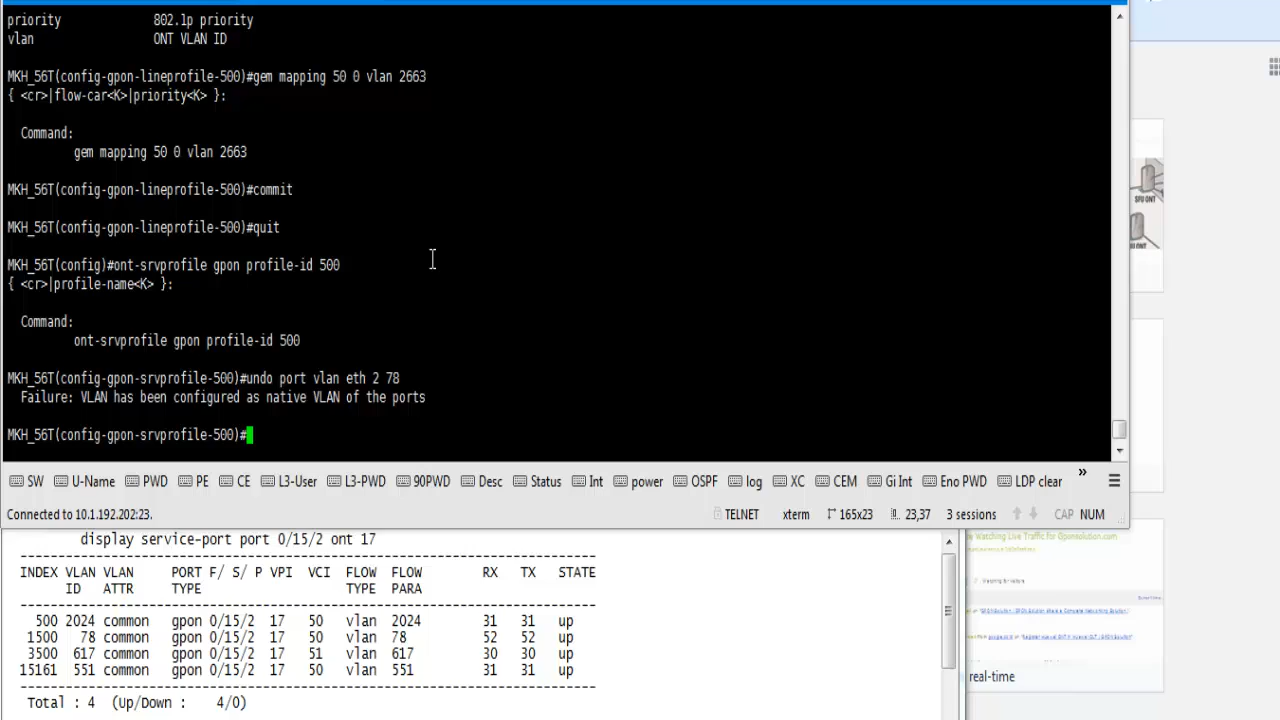 priority 802.1p priority
vlan ONT VLAN ID
MKH_56T(config-gpon-lineprofile-500)#gem mapping 50 0 vlan 2663
{ <cr>|flow-car<K>|priority<K> }:
Command:
gem mapping 50 0 vlan 2663
MKH_56T(config-gpon-lineprofile-500)#commit
MKH_56T(config-gpon-lineprofile-500)#quit
MKH_56T(config)#ont-srvprofile gpon profile-id 500
{ <cr>|profile-name<K> }:
Command:
ont-srvprofile gpon profile-id 500
MKH_56T(config-gpon-srvprofile-500)#undo port vlan eth 2 78
Failure: VLAN has been configured as native VLAN of the ports
MKH_56T(config-gpon-srvprofile-500)#
SW U-Name PWD PE CE L3-User L3-PWD 90PWD Desc Status Int power OSPF log XC CEM Gi Int Eno PWD LDP clear
Connected to 10.1.192.202:23. TELNET xterm 165x23 23,37 3 sessions CAP NUM
display service-port port 0/15/2 ont 17
-----------------------------------------------------------------------------
INDEX VLAN VLAN PORT F/ S/ P VPI VCI FLOW FLOW RX TX STATE
ID ATTR TYPE TYPE PARA
-----------------------------------------------------------------------------
500 2024 common gpon 0/15/2 17 50 vlan 2024 31 31 up
1500 78 common gpon 0/15/2 17 50 vlan 78 52 52 up
3500 617 common gpon 0/15/2 17 51 vlan 617 30 30 up
15161 551 common gpon 0/15/2 17 50 vlan 551 31 31 up
-----------------------------------------------------------------------------
Total : 4 (Up/Down : 4/0)
SFU ONT
SFU ONT
e Watching Live Traffic for Gponsolution.com
real-time